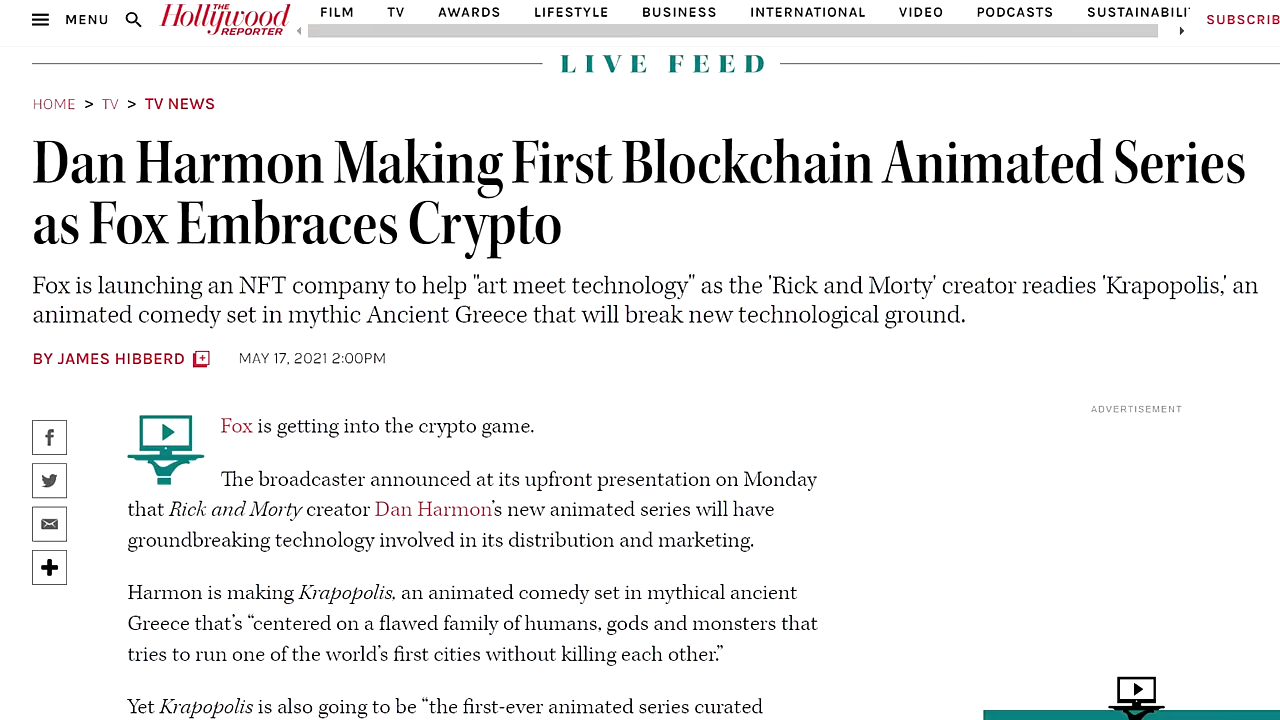 MENU
THE
Hollywood
REPORTER
FILM TV AWARDS LIFESTYLE BUSINESS INTERNATIONAL VIDEO PODCASTS SUSTAINABILI
SUBSCRIB
LIVE FEED
HOME > TV > TV NEWS
Dan Harmon Making First Blockchain Animated Series
as Fox Embraces Crypto
Fox is launching an NFT company to help "art meet technology" as the 'Rick and Morty' creator readies 'Krapopolis,' an
animated comedy set in mythic Ancient Greece that will break new technological ground.
BY JAMES HIBBERD MAY 17, 2021 2:00PM
ADVERTISEMENT
Fox is getting into the crypto game.
The broadcaster announced at its upfront presentation on Monday
that Rick and Morty creator Dan Harmon’s new animated series will have
groundbreaking technology involved in its distribution and marketing.
Harmon is making Krapopolis, an animated comedy set in mythical ancient
Greece that’s “centered on a flawed family of humans, gods and monsters that
tries to run one of the world’s first cities without killing each other.”
Yet Krapopolis is also going to be “the first-ever animated series curated